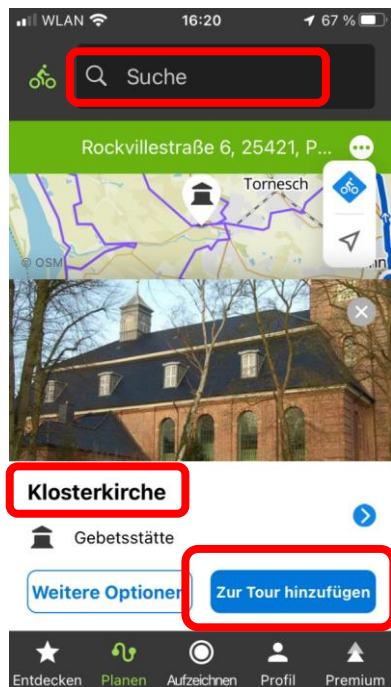 WLAN 16:20 67 %
Suche
Rockvillestraße 6, 25421, P...
Tornesch
© OSM
Klosterkirche
Gebetsstätte
Weitere Optionen Zur Tour hinzufügen
Entdecken Planen Aufzeichnen Profil Premium